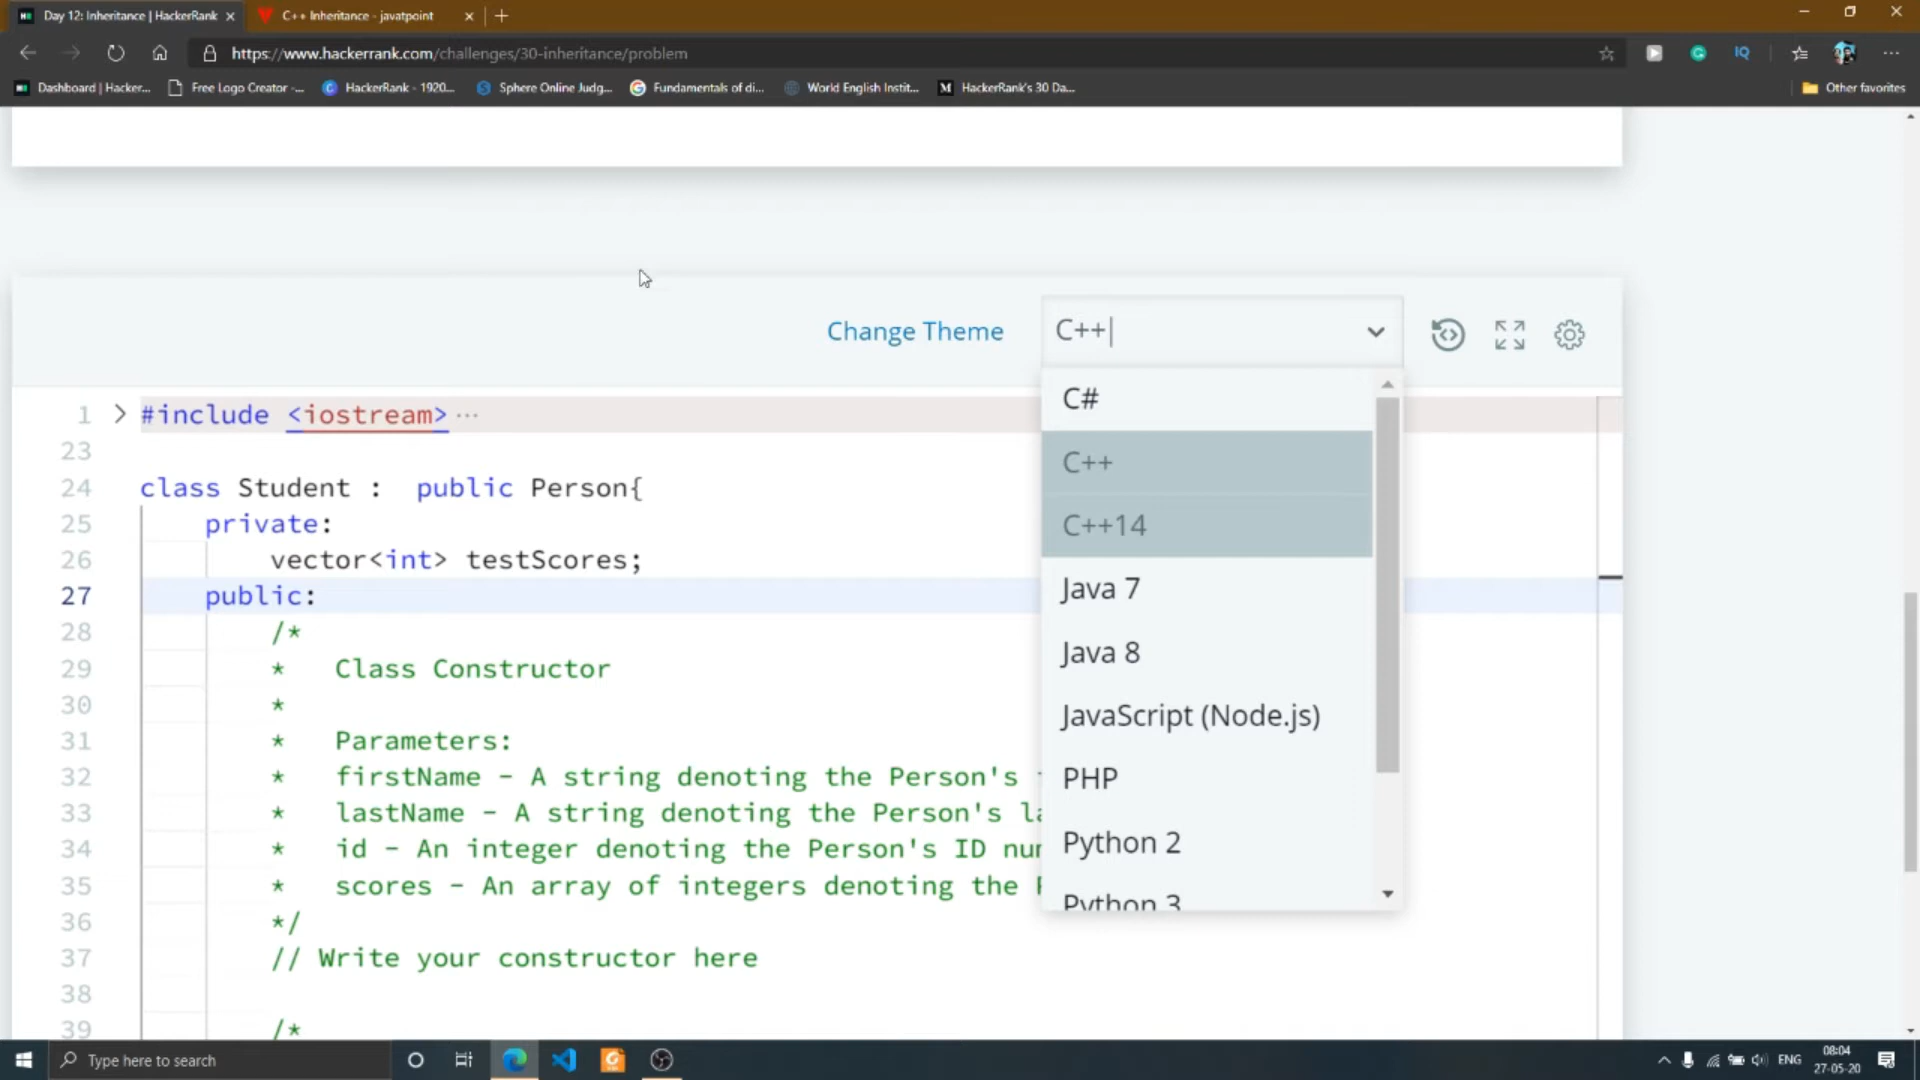 Day 12: Inheritance | HackerRank
C++ Inheritance - javatpoint
https://www.hackerrank.com/challenges/30-inheritance/problem
IQ
Dashboard | Hacker...
Free Logo Creator -...
HackerRank - 1920...
Sphere Online Judg...
Fundamentals of di...
World English Instit...
HackerRank's 30 Da...
Other favorites
Change Theme
C++
C#
C++
C++14
Java 7
Java 8
JavaScript (Node.js)
PHP
Python 2
Python 3
1 #include <iostream> ...
23
24 class Student :  public Person{
25 private:
26 vector<int> testScores;
27 public:
28 /*
29 *   Class Constructor
30 *
31 *   Parameters:
32 *   firstName - A string denoting the Person's
33 *   lastName - A string denoting the Person's
34 *   id - An integer denoting the Person's ID
35 *   scores - An array of integers denoting the
36 */
37 // Write your constructor here
38
39 /*
Type here to search
ENG
08:04
27-05-20